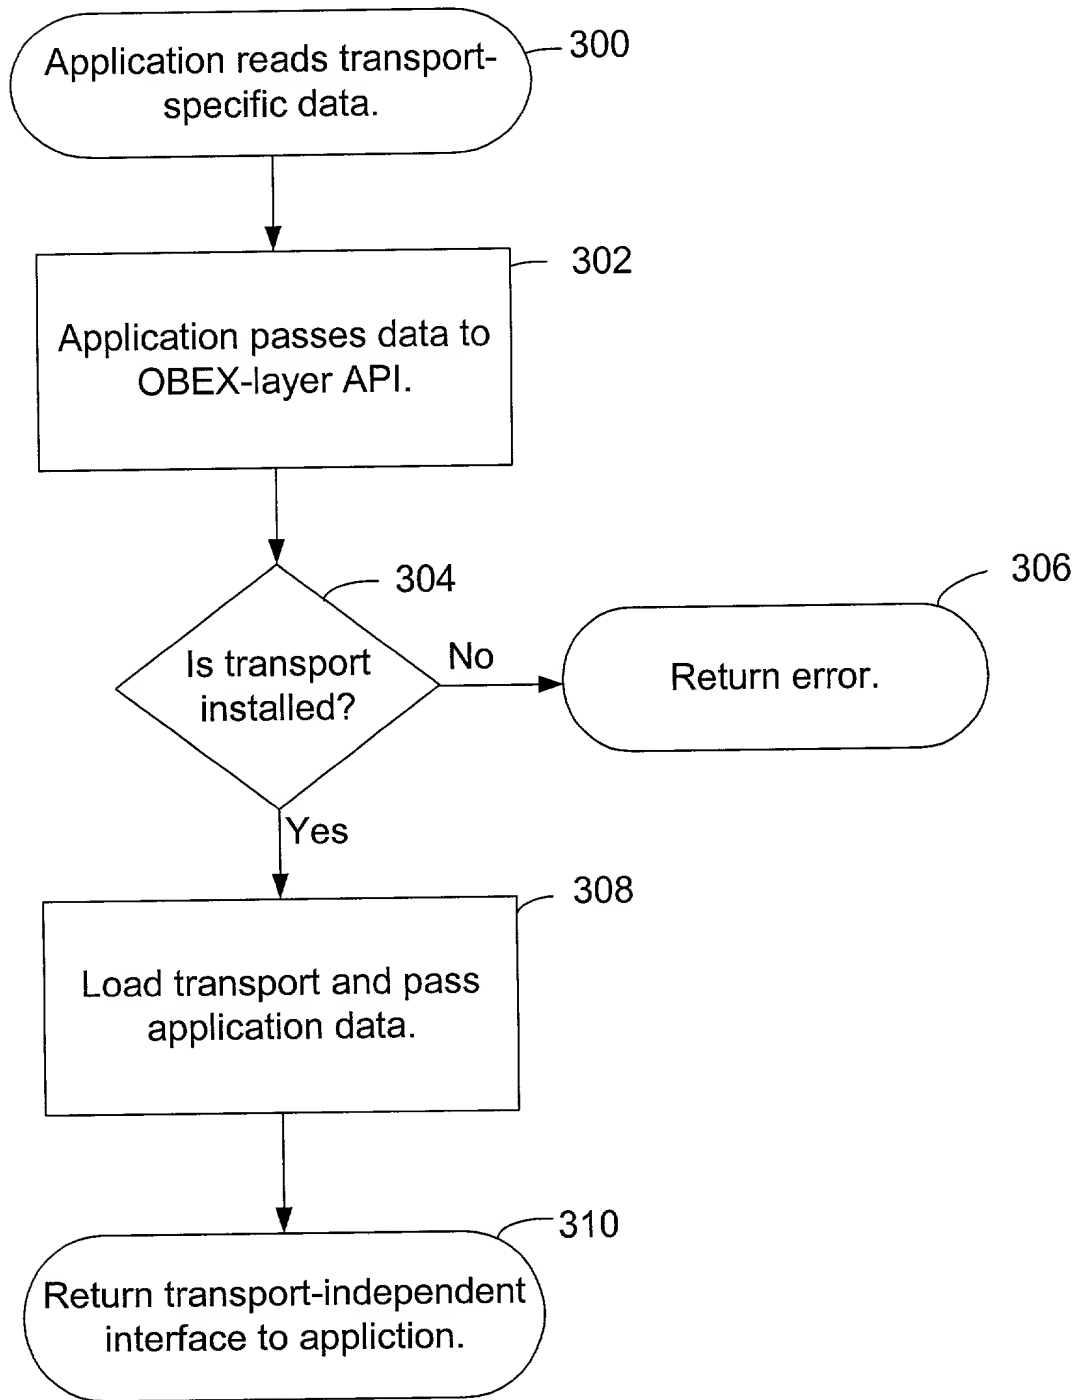 Application reads transport-
specific data.
300
302
Application passes data to
OBEX-layer API.
304
306
Is transport
installed?
No
Return error.
Yes
308
Load transport and pass
application data.
310
Return transport-independent
interface to appliction.